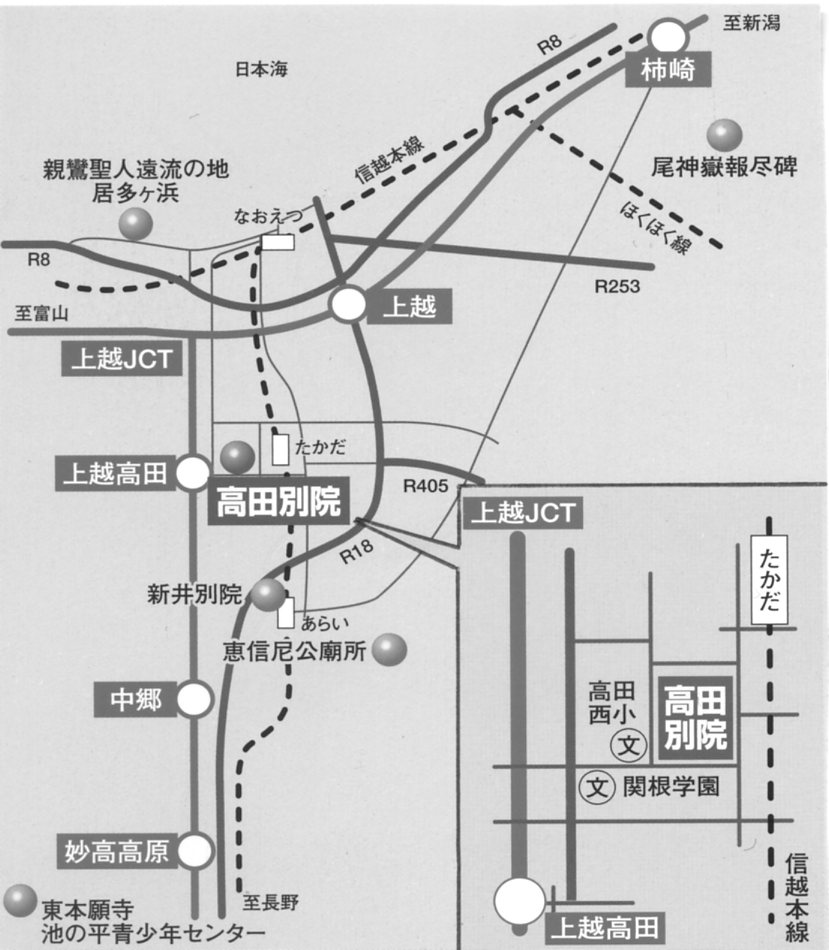 至新潟
R8
日本海
柿崎
信越本線
尾神嶽報尽碑
親鸞聖人遠流の地
居多ヶ浜
なおえつ
ほくほく線
R8
R253
至富山
上越
上越JCT
たかだ
上越高田
R405
高田別院
上越JCT
R18
たかだ
新井別院
あらい
恵信尼公廟所
中郷
高田
西小
文
高田
別院
文
関根学園
妙高高原
信越本線
至長野
東本願寺
池の平青少年センター
上越高田